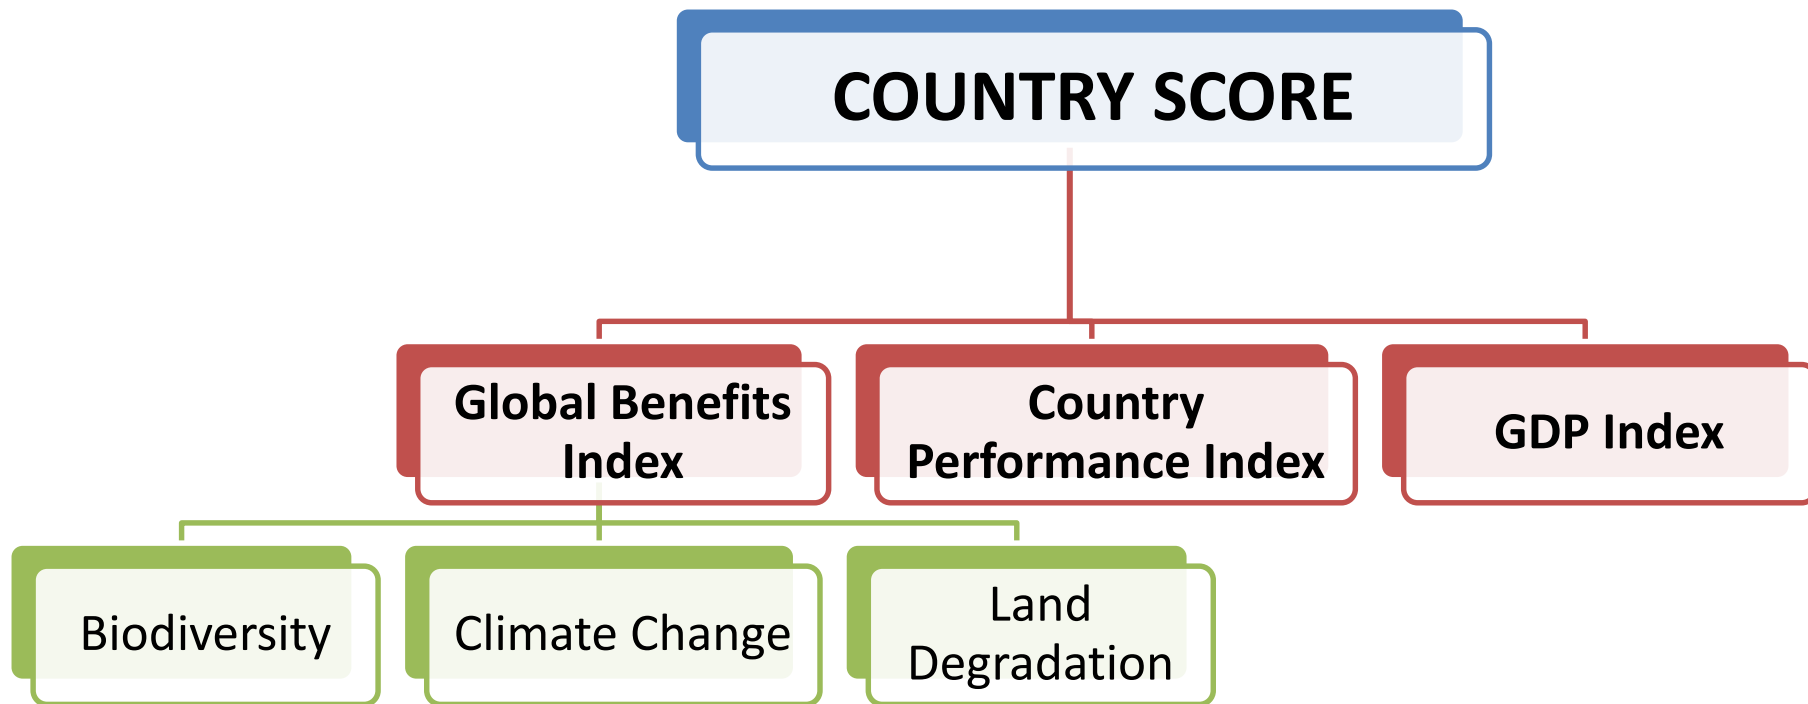 COUNTRY SCORE
Global Benefits
Index
Country
Performance Index
GDP Index
Biodiversity
Climate Change
Land
Degradation